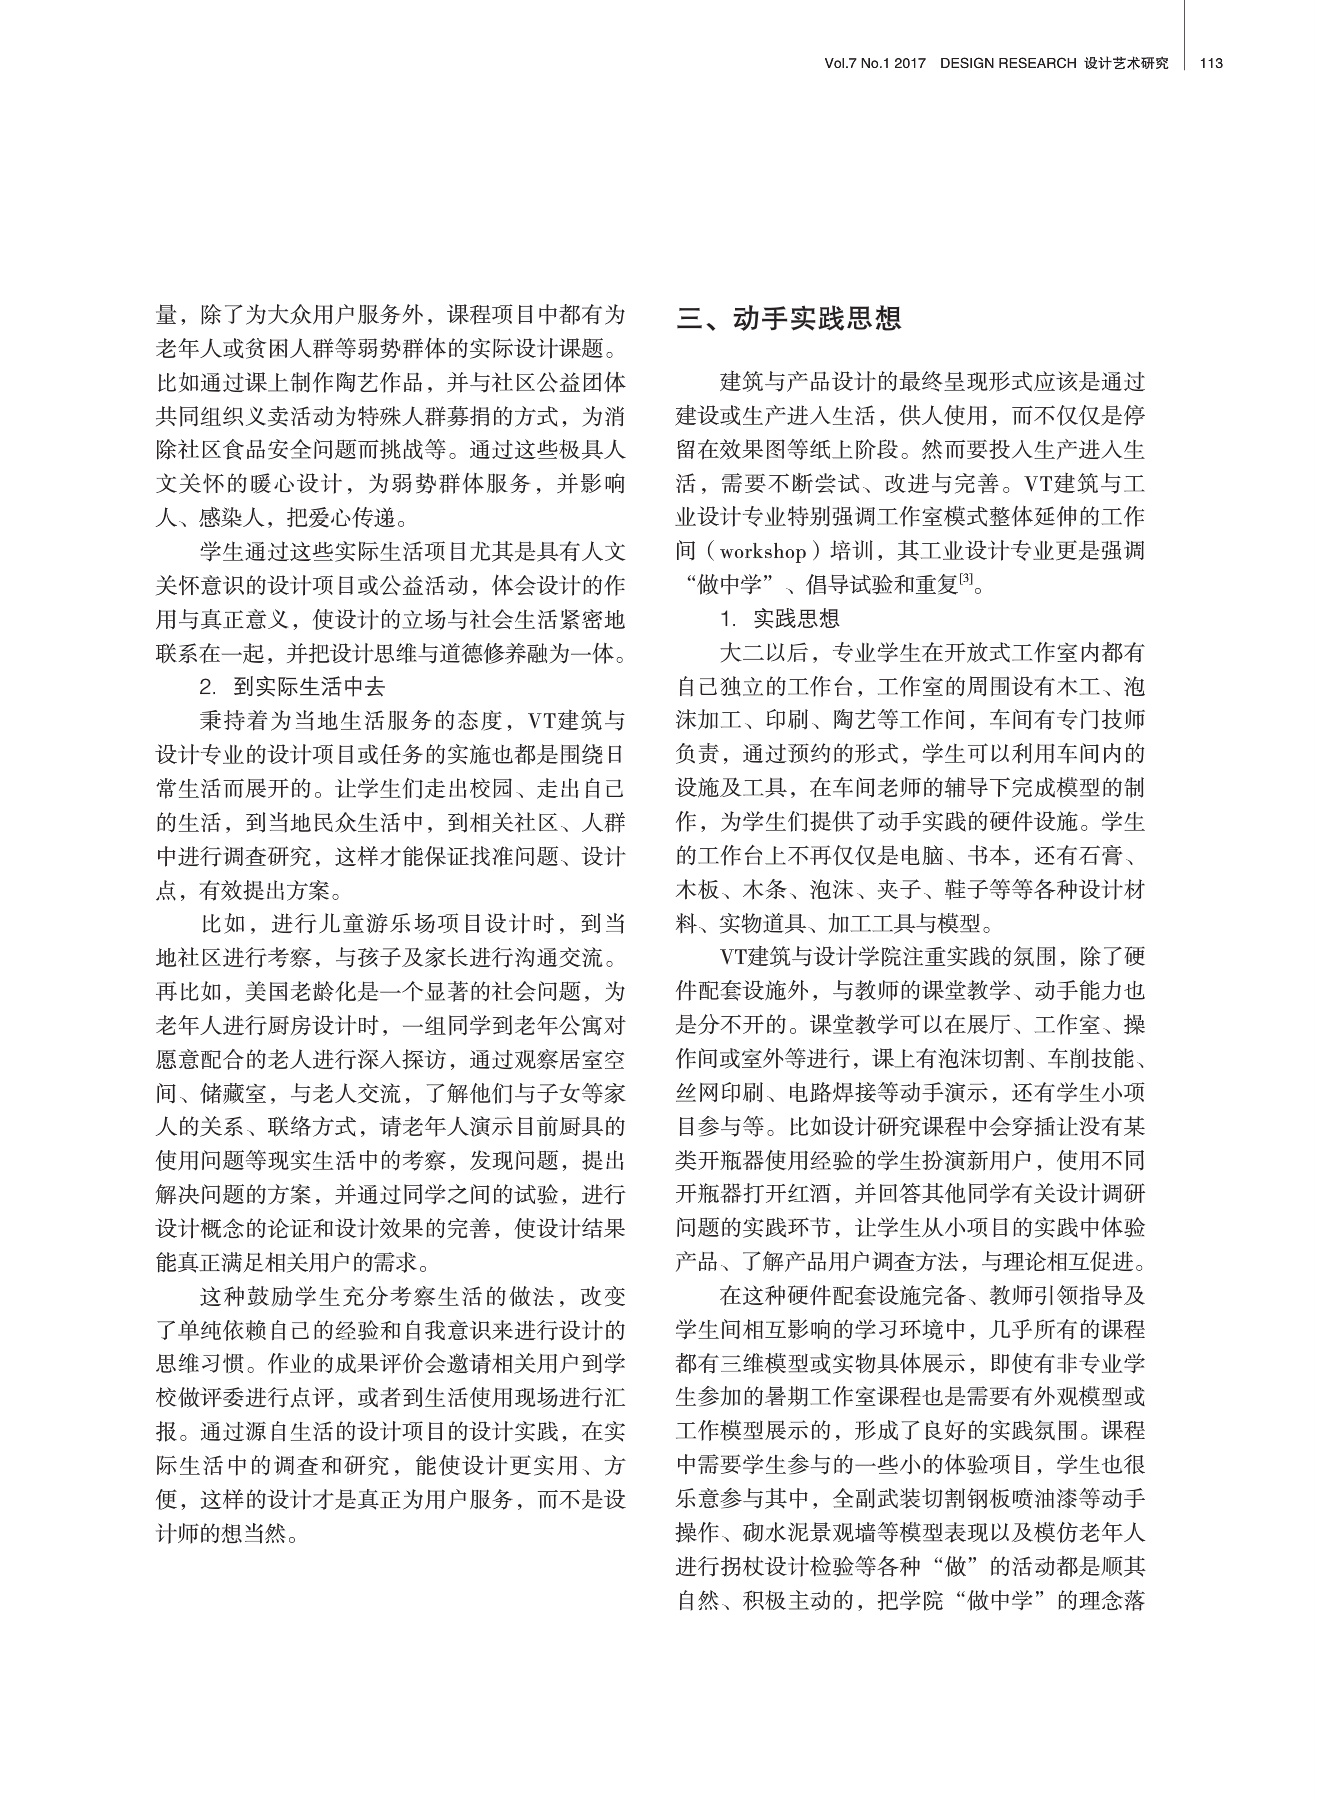 Vol.7 No.1 2017 DESIGN RESEARCH 设计艺术研究 113
量，除了为大众用户服务外，课程项目中都有为
老年人或贫困人群等弱势群体的实际设计课题。
比如通过课上制作陶艺作品，并与社区公益团体
共同组织义卖活动为特殊人群募捐的方式，为消
除社区食品安全问题而挑战等。通过这些极具人
文关怀的暖心设计，为弱势群体服务，并影响
人、感染人，把爱心传递。
学生通过这些实际生活项目尤其是具有人文
关怀意识的设计项目或公益活动，体会设计的作
用与真正意义，使设计的立场与社会生活紧密地
联系在一起，并把设计思维与道德修养融为一体。
2. 到实际生活中去
秉持着为当地生活服务的态度，VT建筑与
设计专业的设计项目或任务的实施也都是围绕日
常生活而展开的。让学生们走出校园、走出自己
的生活，到当地民众生活中，到相关社区、人群
中进行调查研究，这样才能保证找准问题、设计
点，有效提出方案。
比如，进行儿童游乐场项目设计时，到当
地社区进行考察，与孩子及家长进行沟通交流。
再比如，美国老龄化是一个显著的社会问题，为
老年人进行厨房设计时，一组同学到老年公寓对
愿意配合的老人进行深入探访，通过观察居室空
间、储藏室，与老人交流，了解他们与子女等家
人的关系、联络方式，请老年人演示目前厨具的
使用问题等现实生活中的考察，发现问题，提出
解决问题的方案，并通过同学之间的试验，进行
设计概念的论证和设计效果的完善，使设计结果
能真正满足相关用户的需求。
这种鼓励学生充分考察生活的做法，改变
了单纯依赖自己的经验和自我意识来进行设计的
思维习惯。作业的成果评价会邀请相关用户到学
校做评委进行点评，或者到生活使用现场进行汇
报。通过源自生活的设计项目的设计实践，在实
际生活中的调查和研究，能使设计更实用、方
便，这样的设计才是真正为用户服务，而不是设
计师的想当然。
三、动手实践思想
建筑与产品设计的最终呈现形式应该是通过
建设或生产进入生活，供人使用，而不仅仅是停
留在效果图等纸上阶段。然而要投入生产进入生
活，需要不断尝试、改进与完善。VT建筑与工
业设计专业特别强调工作室模式整体延伸的工作
间（workshop）培训，其工业设计专业更是强调
“做中学”、倡导试验和重复[3]。
1. 实践思想
大二以后，专业学生在开放式工作室内都有
自己独立的工作台，工作室的周围设有木工、泡
沫加工、印刷、陶艺等工作间，车间有专门技师
负责，通过预约的形式，学生可以利用车间内的
设施及工具，在车间老师的辅导下完成模型的制
作，为学生们提供了动手实践的硬件设施。学生
的工作台上不再仅仅是电脑、书本，还有石膏、
木板、木条、泡沫、夹子、鞋子等等各种设计材
料、实物道具、加工工具与模型。
VT建筑与设计学院注重实践的氛围，除了硬
件配套设施外，与教师的课堂教学、动手能力也
是分不开的。课堂教学可以在展厅、工作室、操
作间或室外等进行，课上有泡沫切割、车削技能、
丝网印刷、电路焊接等动手演示，还有学生小项
目参与等。比如设计研究课程中会穿插让没有某
类开瓶器使用经验的学生扮演新用户，使用不同
开瓶器打开红酒，并回答其他同学有关设计调研
问题的实践环节，让学生从小项目的实践中体验
产品、了解产品用户调查方法，与理论相互促进。
在这种硬件配套设施完备、教师引领指导及
学生间相互影响的学习环境中，几乎所有的课程
都有三维模型或实物具体展示，即使有非专业学
生参加的暑期工作室课程也是需要有外观模型或
工作模型展示的，形成了良好的实践氛围。课程
中需要学生参与的一些小的体验项目，学生也很
乐意参与其中，全副武装切割钢板喷油漆等动手
操作、砌水泥景观墙等模型表现以及模仿老年人
进行拐杖设计检验等各种“做”的活动都是顺其
自然、积极主动的，把学院“做中学”的理念落